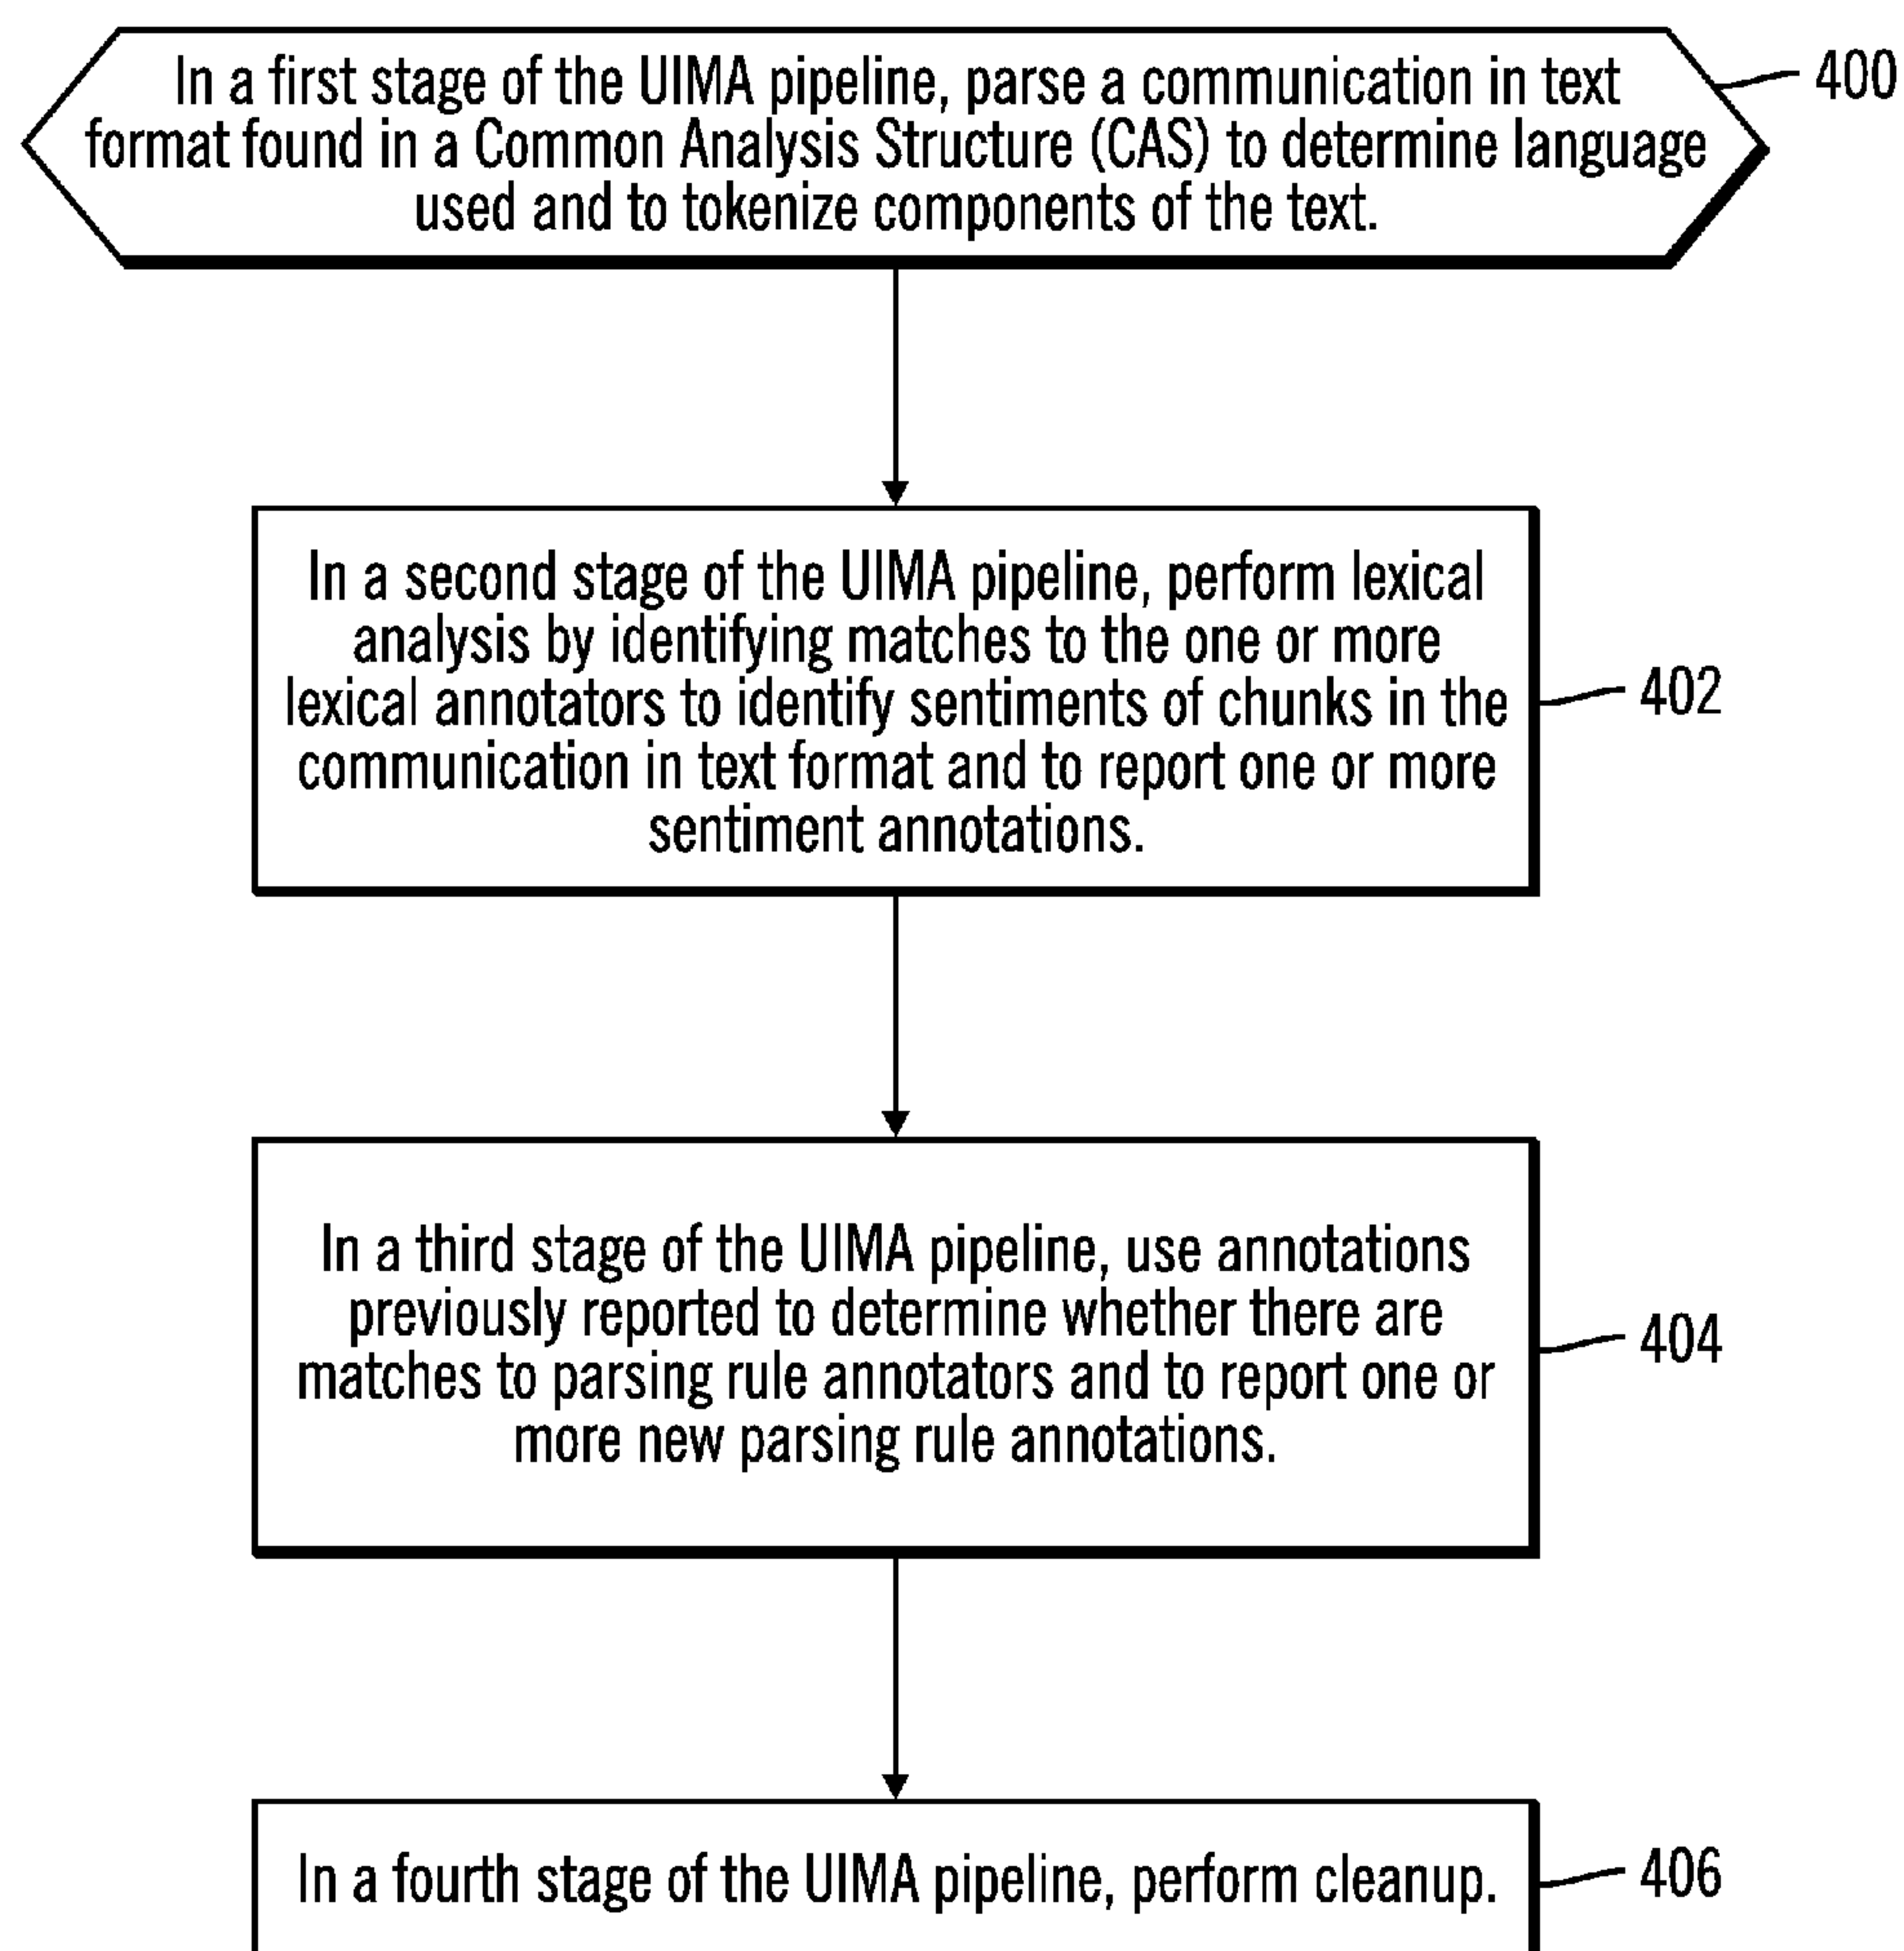 In a first stage of the UIMA pipeline, parse a communication in text
format found in a Common Analysis Structure (CAS) to determine language
used and to tokenize components of the text.
400
In a second stage of the UIMA pipeline, perform lexical
analysis by identifying matches to the one or more
lexical annotators to identify sentiments of chunks in the
communication in text format and to report one or more
sentiment annotations.
402
In a third stage of the UIMA pipeline, use annotations
previously reported to determine whether there are
matches to parsing rule annotators and to report one or
more new parsing rule annotations.
404
In a fourth stage of the UIMA pipeline, perform cleanup.
406